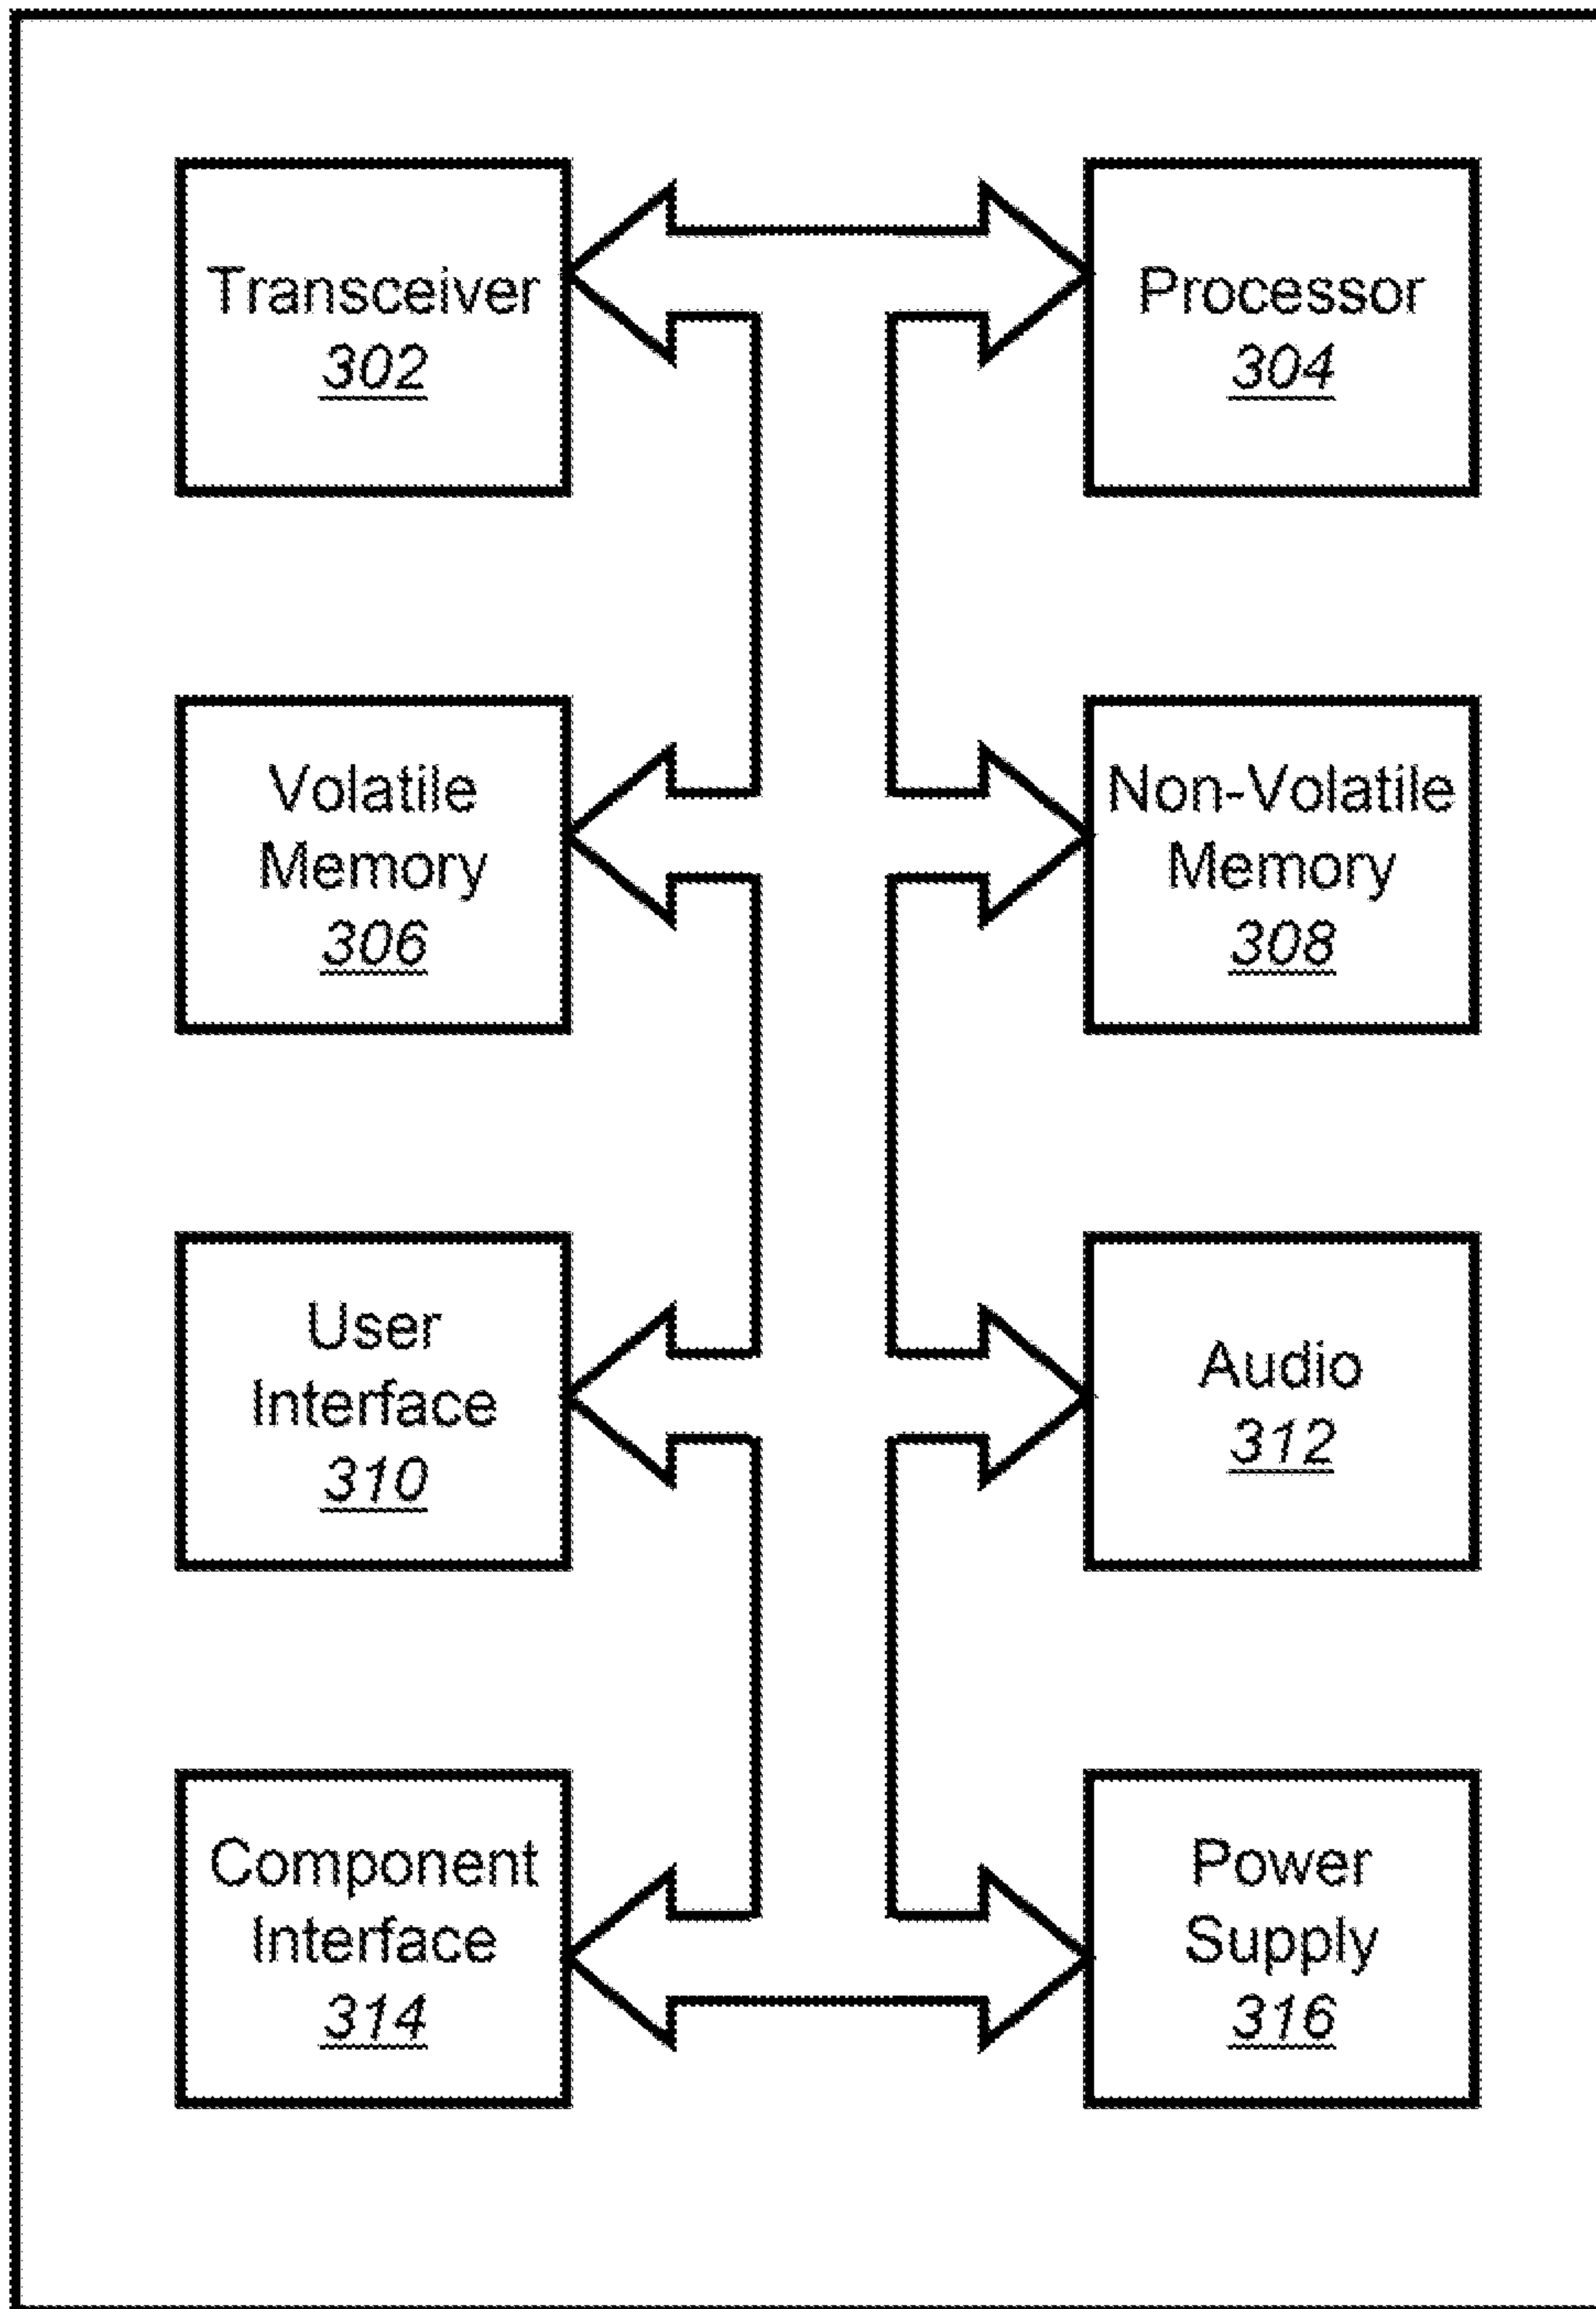 Transceiver
302
Processor
304
Volatile
Memory
306
Non-Volatile
Memory
308
User
Interface
310
Audio
312
Component
Interface
314
Power
Supply
316